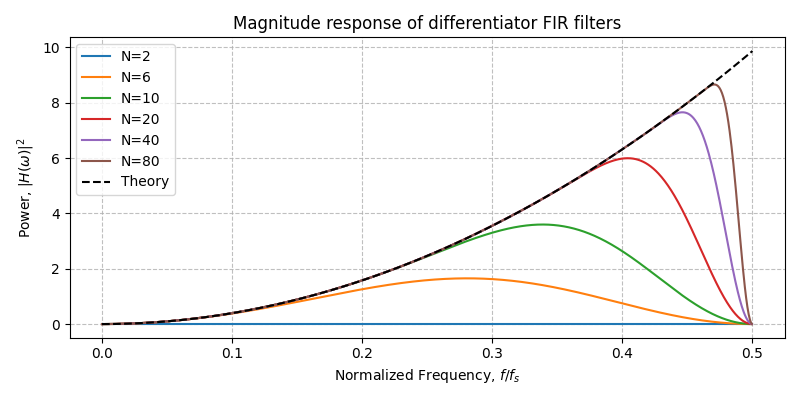 Magnitude response of differentiator FIR filters
Power, |H(ω)|²
10
8
6
4
2
0
N=2
N=6
N=10
N=20
N=40
N=80
Theory
0.0 0.1 0.2 0.3 0.4 0.5
Normalized Frequency, f/fₛ